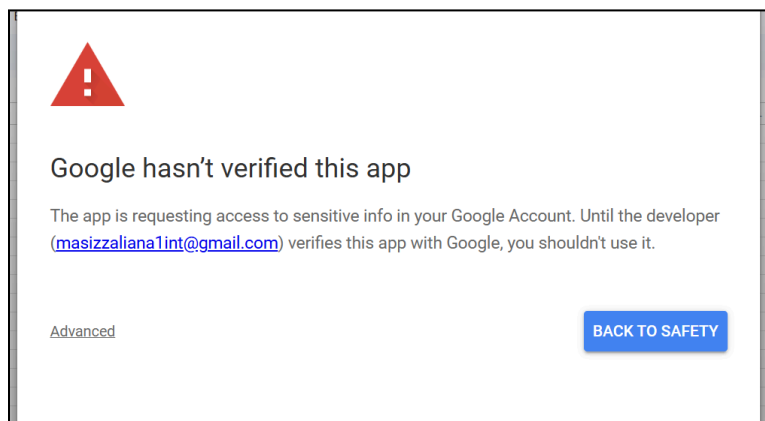 Google hasn't verified this app
The app is requesting access to sensitive info in your Google Account. Until the developer
(masizzaliana1int@gmail.com) verifies this app with Google, you shouldn't use it.
Advanced
BACK TO SAFETY